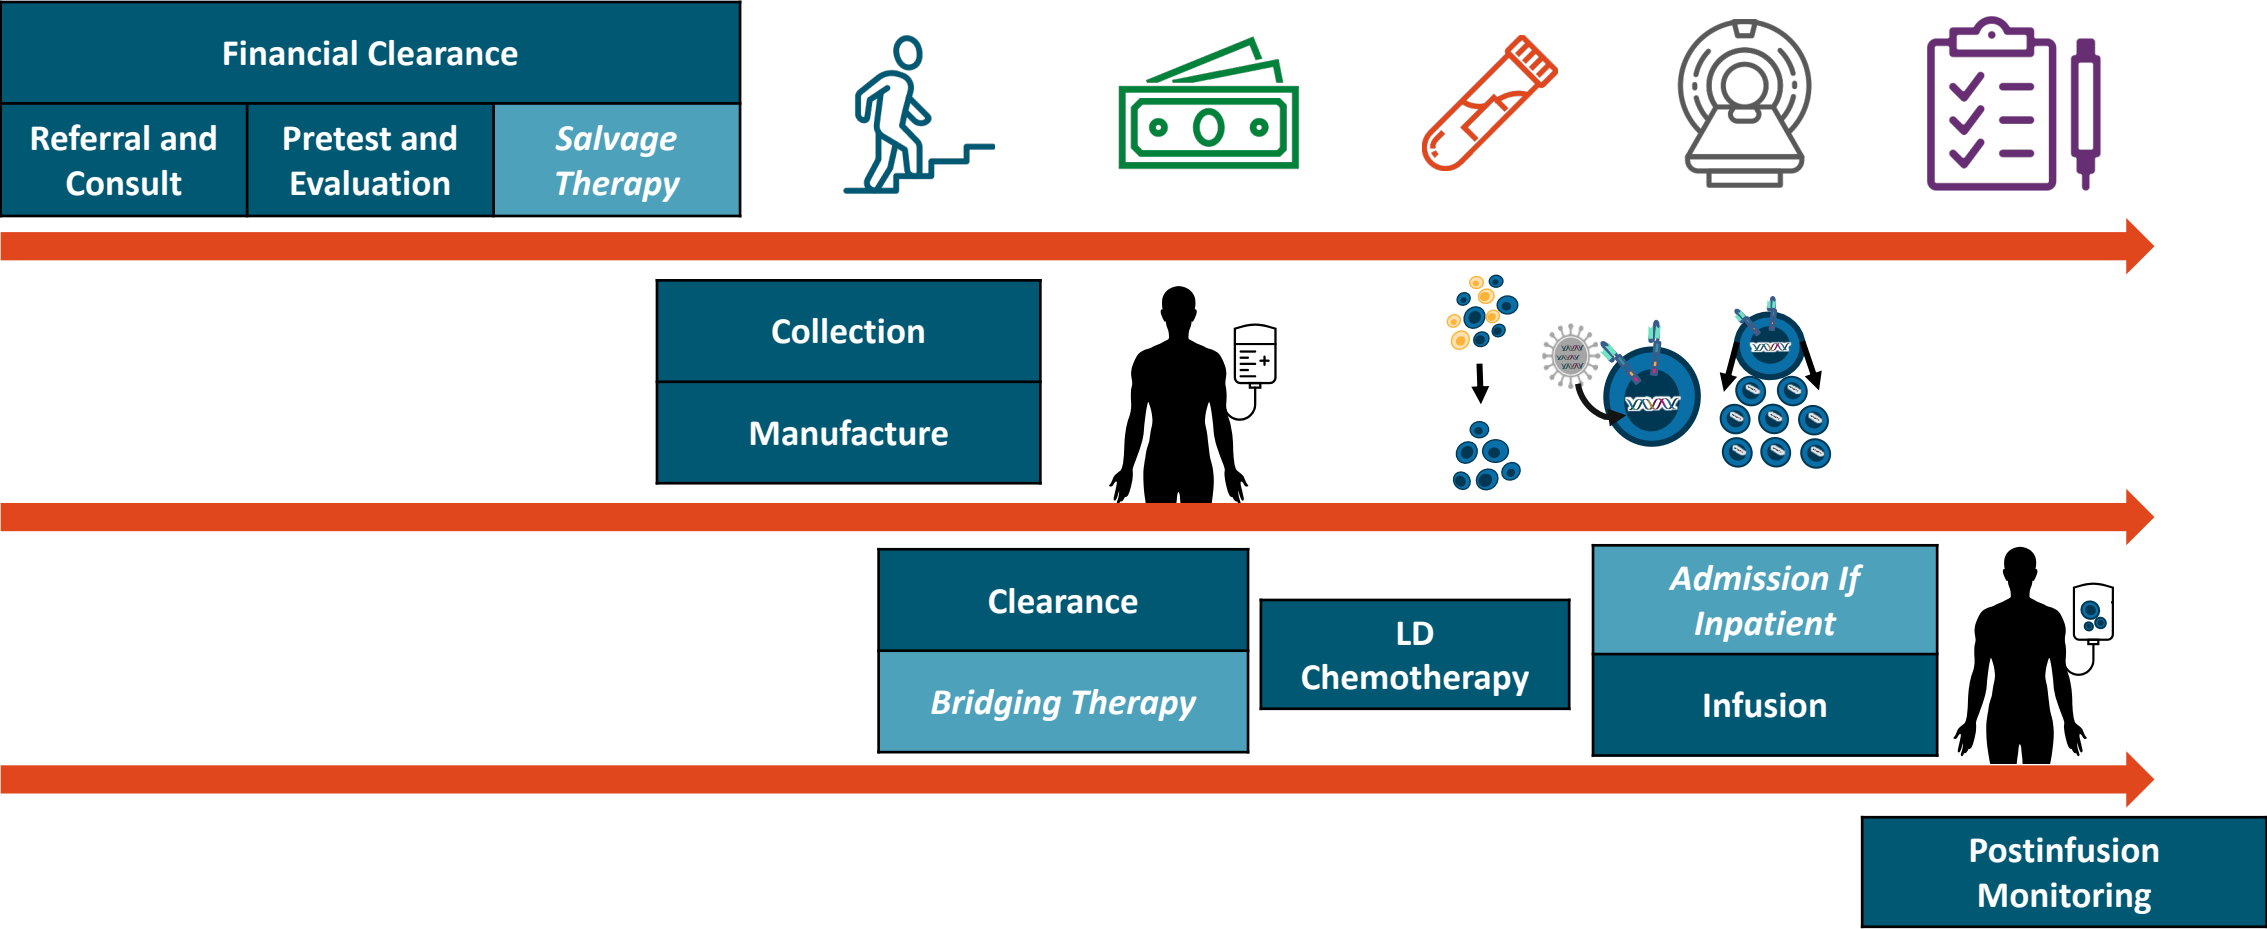 Financial Clearance
Referral and
Consult
Pretest and
Evaluation
Salvage
Therapy
Collection
Manufacture
Clearance
Bridging Therapy
LD
Chemotherapy
Admission If
Inpatient
Infusion
Postinfusion
Monitoring